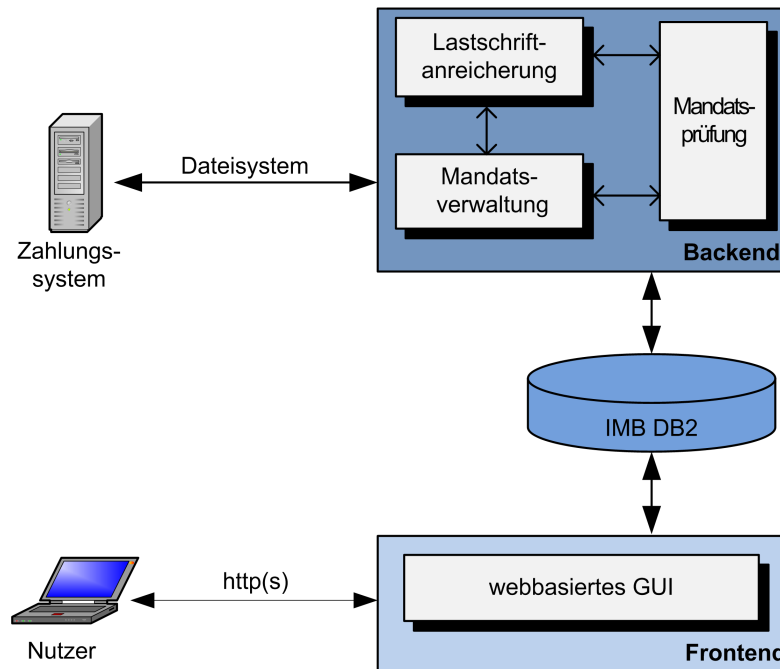 Lastschrift-
anreicherung
Mandats-
prüfung
Dateisystem
Mandats-
verwaltung
Zahlungs-
system
Backend
IMB DB2
http(s)
webbasiertes GUI
Nutzer
Frontend